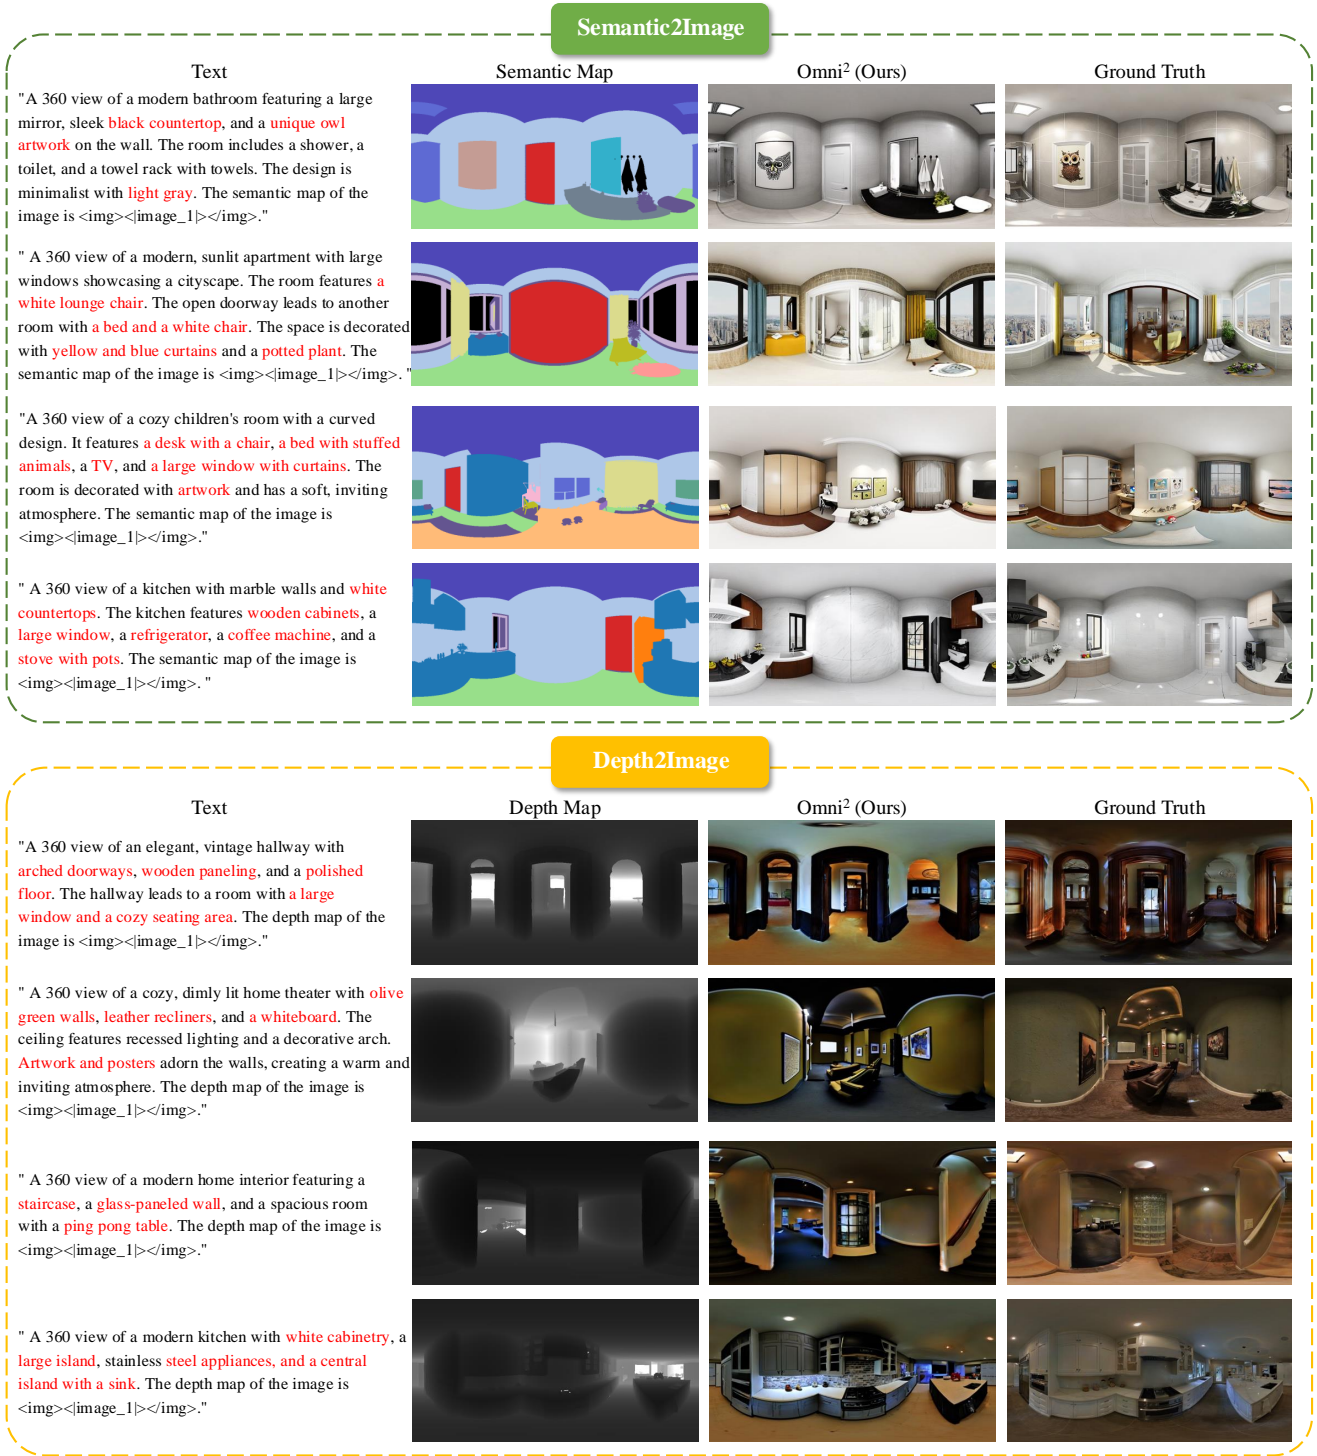 Semantic2Image
Text
Semantic Map
Omni² (Ours)
Ground Truth
"A 360 view of a modern bathroom featuring a large
mirror, sleek black countertop, and a unique owl
artwork on the wall. The room includes a shower, a
toilet, and a towel rack with towels. The design is
minimalist with light gray. The semantic map of the
image is <img><|image_1|></img>."
" A 360 view of a modern, sunlit apartment with large
windows showcasing a cityscape. The room features a
white lounge chair. The open doorway leads to another
room with a bed and a white chair. The space is decorated
with yellow and blue curtains and a potted plant. The
semantic map of the image is <img><|image_1|></img>. "
"A 360 view of a cozy children's room with a curved
design. It features a desk with a chair, a bed with stuffed
animals, a TV, and a large window with curtains. The
room is decorated with artwork and has a soft, inviting
atmosphere. The semantic map of the image is
<img><|image_1|></img>."
" A 360 view of a kitchen with marble walls and white
countertops. The kitchen features wooden cabinets, a
large window, a refrigerator, a coffee machine, and a
stove with pots. The semantic map of the image is
<img><|image_1|></img>. "
Depth2Image
Text
Depth Map
Omni² (Ours)
Ground Truth
"A 360 view of an elegant, vintage hallway with
arched doorways, wooden paneling, and a polished
floor. The hallway leads to a room with a large
window and a cozy seating area. The depth map of the
image is <img><|image_1|></img>."
" A 360 view of a cozy, dimly lit home theater with olive
green walls, leather recliners, and a whiteboard. The
ceiling features recessed lighting and a decorative arch.
Artwork and posters adorn the walls, creating a warm and
inviting atmosphere. The depth map of the image is
<img><|image_1|></img>."
" A 360 view of a modern home interior featuring a
staircase, a glass-paneled wall, and a spacious room
with a ping pong table. The depth map of the image is
<img><|image_1|></img>."
" A 360 view of a modern kitchen with white cabinetry, a
large island, stainless steel appliances, and a central
island with a sink. The depth map of the image is
<img><|image_1|></img>."